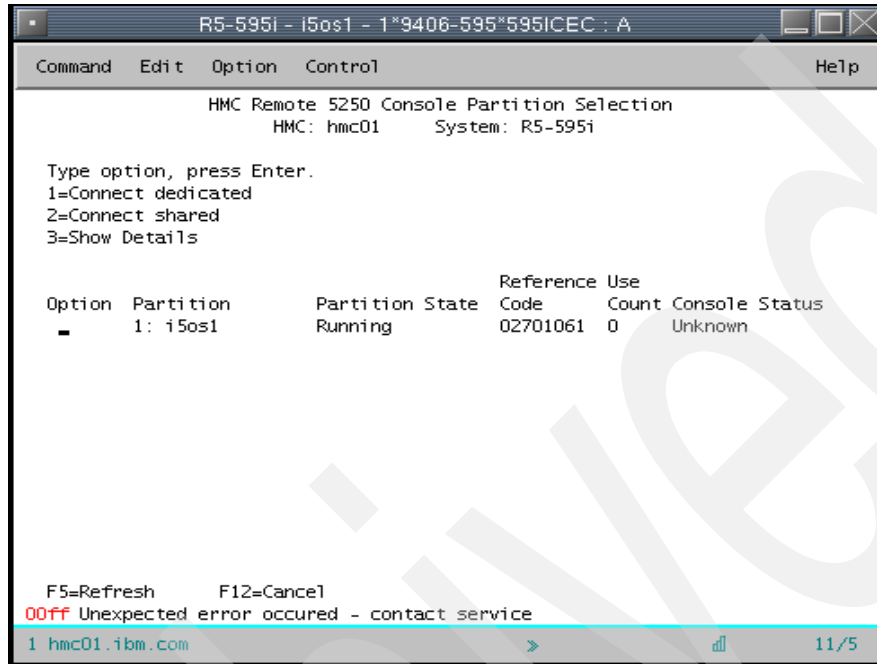 R5-595i - i5os1 - 1*9406-595*595ICEC : A
Command Edit Option Control Help
HMC Remote 5250 Console Partition Selection
HMC: hmc01 System: R5-595i
Type option, press Enter.
1=Connect dedicated
2=Connect shared
3=Show Details
Reference Use
Option Partition Partition State Code Count Console Status
1: i5os1 Running 02701061 0 Unknown
F5=Refresh F12=Cancel
00ff Unexpected error occured - contact service
1 hmc01.ibm.com » 11/5